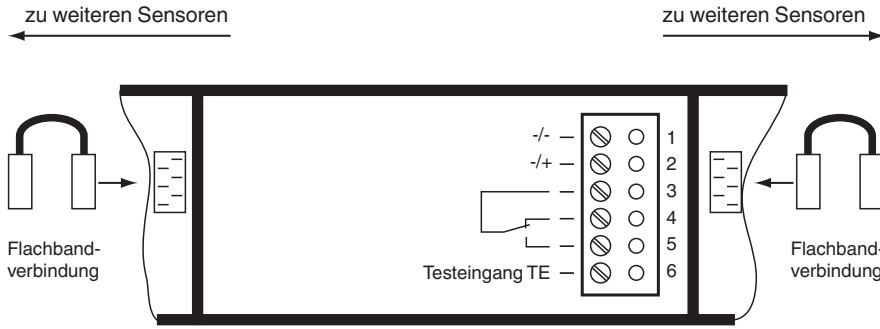 zu weiteren Sensoren
zu weiteren Sensoren
-/- 1
-/+ 2
3
4
5
Testeingang TE 6
Flachband-
verbindung
Flachband-
verbindung